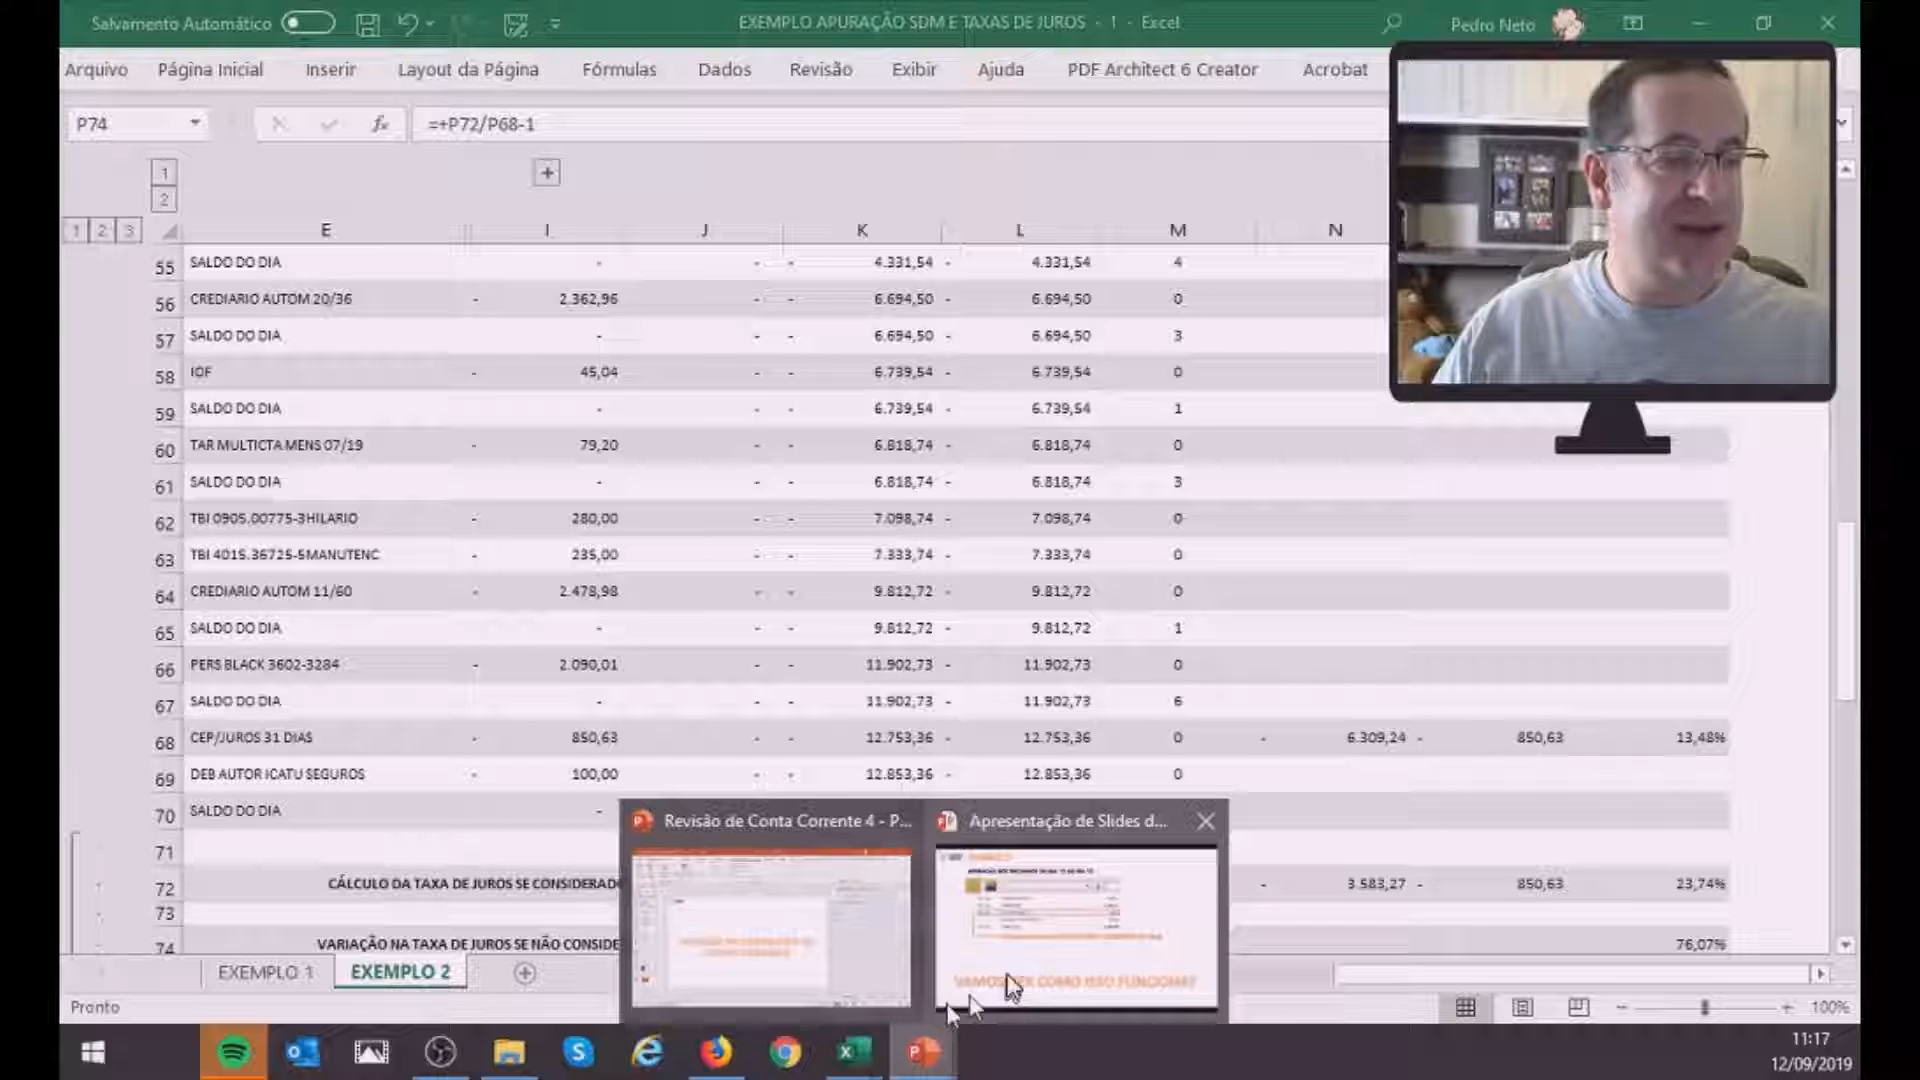 Salvamento Automático
EXEMPLO APURAÇÃO SDM E TAXAS DE JUROS - 1 - Excel
Pedro Neto
Arquivo Página Inicial Inserir Layout da Página Fórmulas Dados Revisão Exibir Ajuda PDF Architect 6 Creator Acrobat
P74 fx =+P72/P68-1
1
2
1 2 3 E I J K L M N
55 SALDO DO DIA - - - 4.331,54 - 4.331,54 4
56 CREDIARIO AUTOM 20/36 - 2.362,96 - - 6.694,50 - 6.694,50 0
57 SALDO DO DIA - - - 6.694,50 - 6.694,50 3
58 IOF - 45,04 - - 6.739,54 - 6.739,54 0
59 SALDO DO DIA - - - 6.739,54 - 6.739,54 1
60 TAR MULTICTA MENS 07/19 - 79,20 - - 6.818,74 - 6.818,74 0
61 SALDO DO DIA - - - 6.818,74 - 6.818,74 3
62 TBI 0905.00775-3HILARIO - 280,00 - - 7.098,74 - 7.098,74 0
63 TBI 4015.36725-5MANUTENC - 235,00 - - 7.333,74 - 7.333,74 0
64 CREDIARIO AUTOM 11/60 - 2.478,98 - - 9.812,72 - 9.812,72 0
65 SALDO DO DIA - - - 9.812,72 - 9.812,72 1
66 PERS BLACK 3602-3284 - 2.090,01 - - 11.902,73 - 11.902,73 0
67 SALDO DO DIA - - - 11.902,73 - 11.902,73 6
68 CEP/JUROS 31 DIAS - 850,63 - - 12.753,36 - 12.753,36 0 - 6.309,24 - 850,63 13,48%
69 DEB AUTOR ICATU SEGUROS - 100,00 - - 12.853,36 - 12.853,36 0
70 SALDO DO DIA -
71
72 CÁLCULO DA TAXA DE JUROS SE CONSIDERADO - 3.583,27 - 850,63 23,74%
73
74 VARIAÇÃO NA TAXA DE JUROS SE NÃO CONSIDE 76,07%
Revisão de Conta Corrente 4 - P...
Apresentação de Slides d...
VAMOS VER COMO ISSO FUNCIONA?
EXEMPLO 1 EXEMPLO 2
Pronto
100%
11:17
12/09/2019